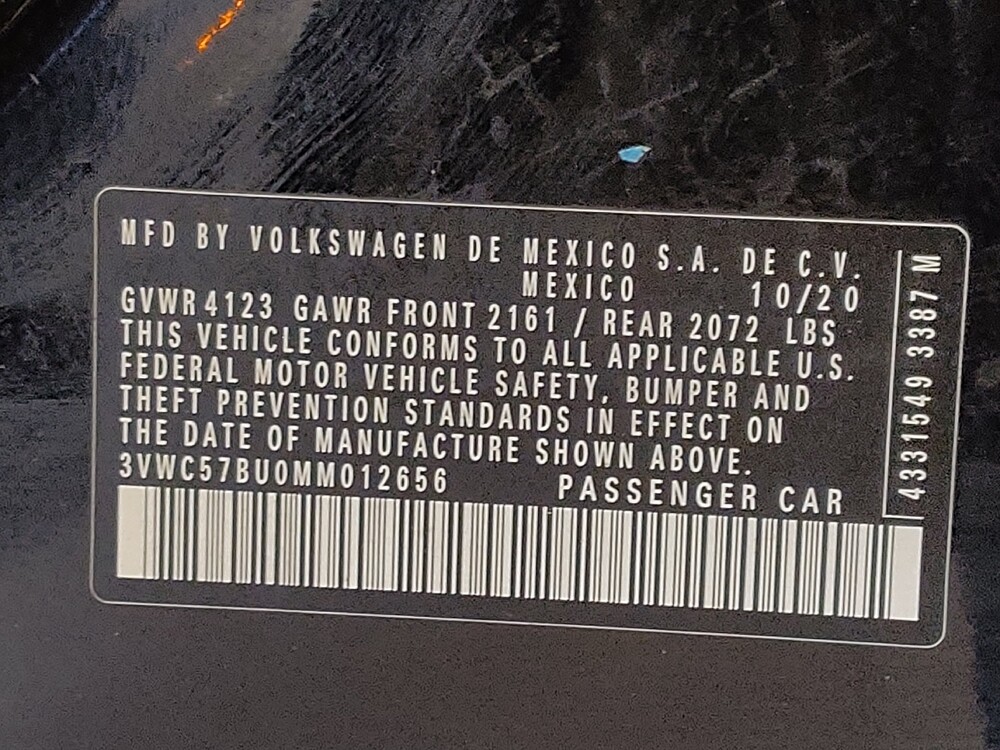 MFD BY VOLKSWAGEN DE MEXICO S.A. DE C.V.
MEXICO 10/20
GVWR 4123 GAWR FRONT 2161 / REAR 2072 LBS
THIS VEHICLE CONFORMS TO ALL APPLICABLE U.S.
FEDERAL MOTOR VEHICLE SAFETY, BUMPER AND
THEFT PREVENTION STANDARDS IN EFFECT ON
THE DATE OF MANUFACTURE SHOWN ABOVE.
3VWC57BU0MM012656 PASSENGER CAR
4331549 3387 M